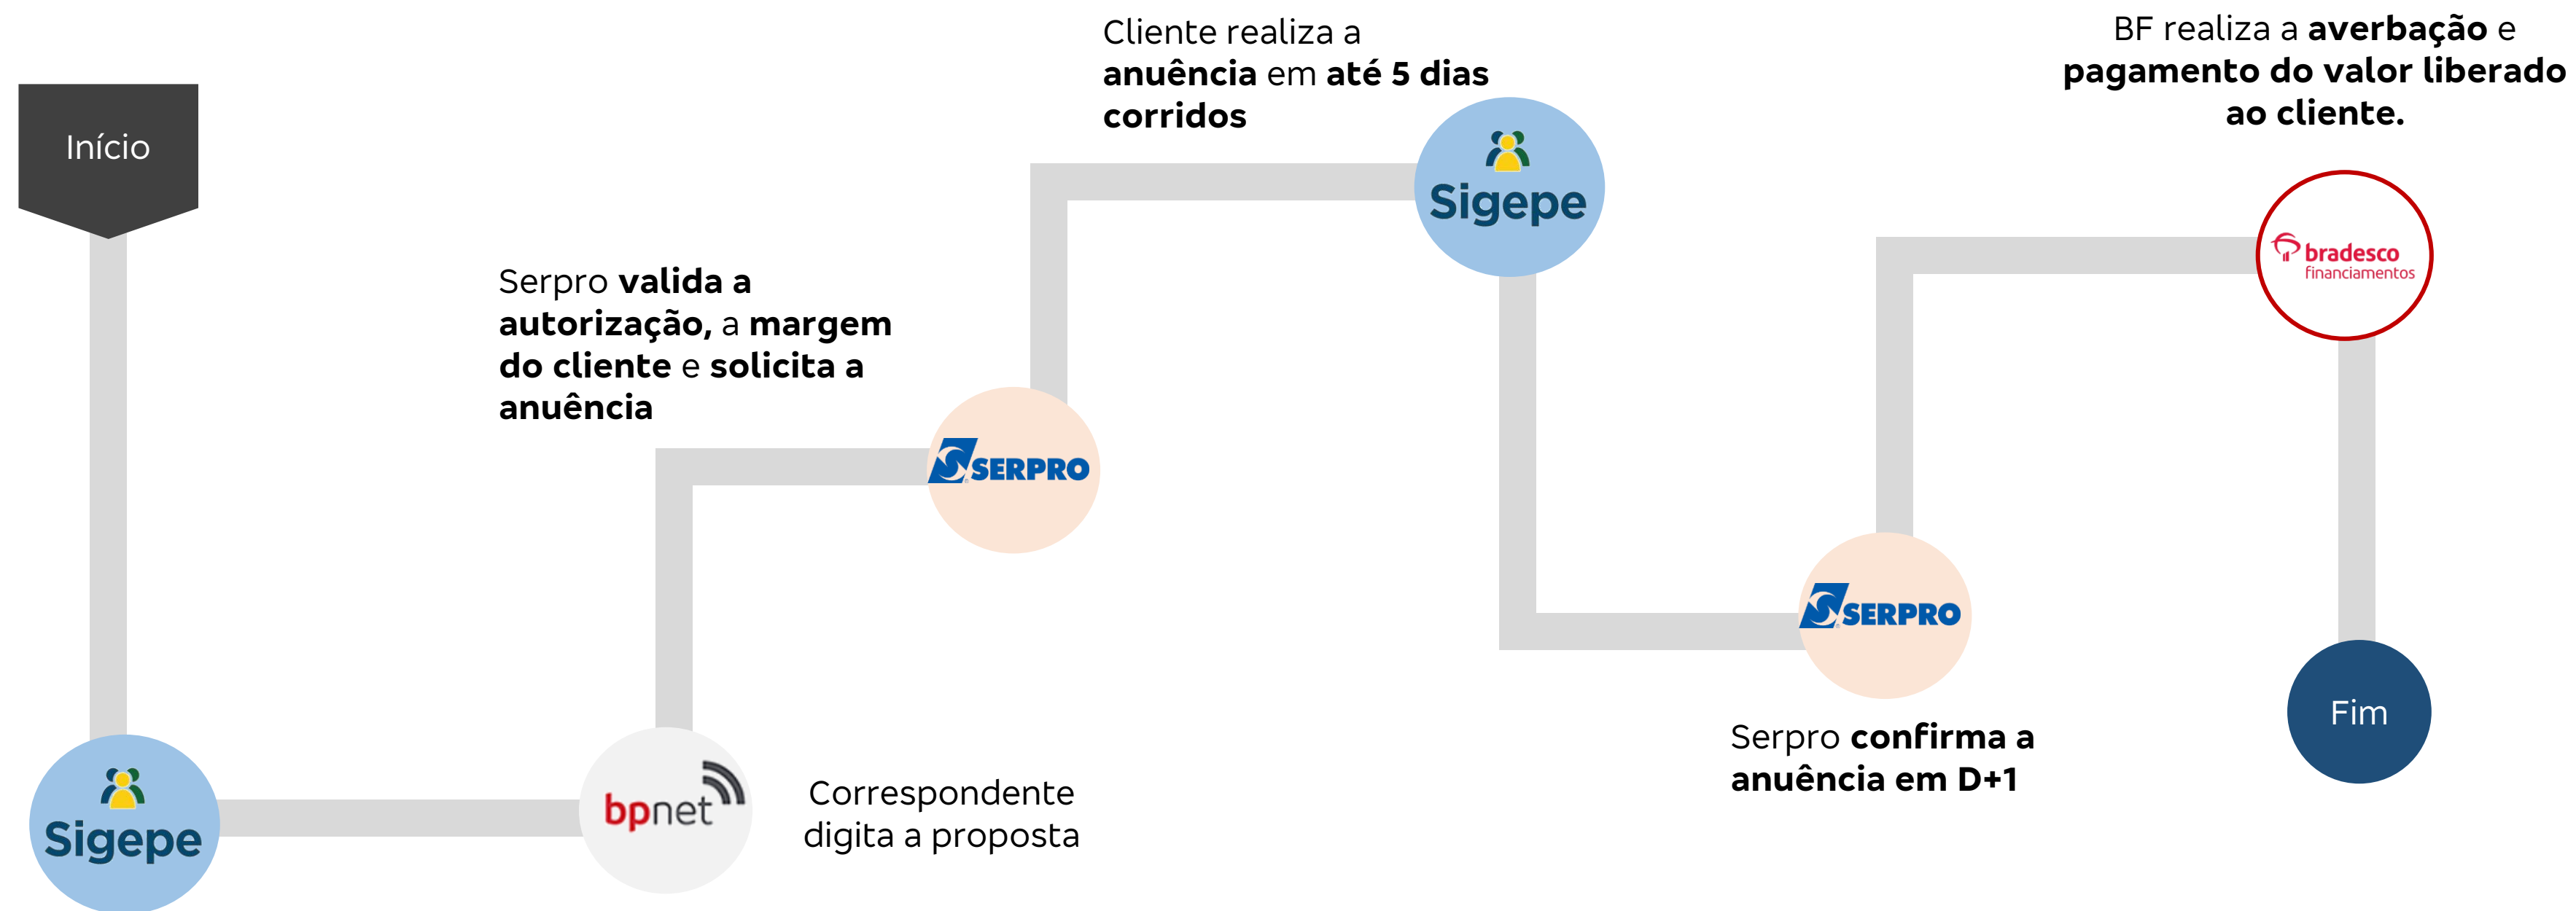 Início
Sigepe
bpnet
Correspondente
digita a proposta
Serpro valida a
autorização, a margem
do cliente e solicita a
anuência
SERPRO
Cliente realiza a
anuência em até 5 dias
corridos
Sigepe
SERPRO
Serpro confirma a
anuência em D+1
BF realiza a averbação e
pagamento do valor liberado
ao cliente.
bradesco
financiamentos
Fim